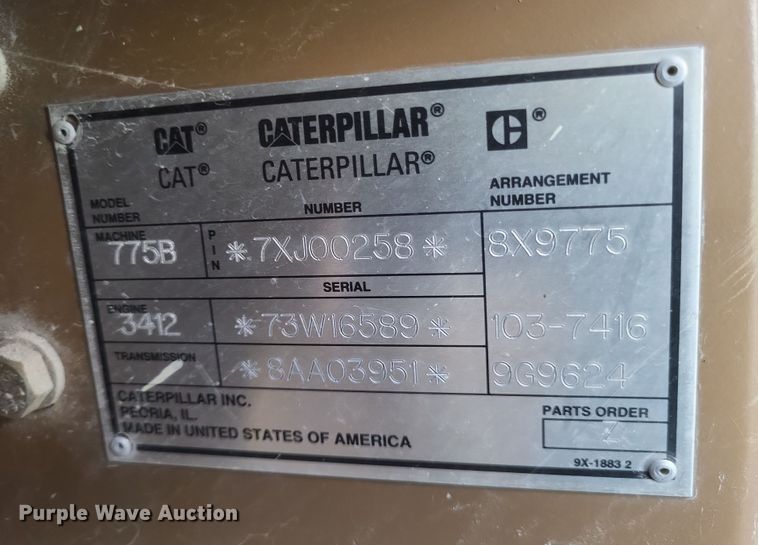 CAT® CATERPILLAR® C®
CAT® CATERPILLAR®
MODEL NUMBER NUMBER ARRANGEMENT NUMBER
MACHINE 775B PIN *7XJ00258* 8X9775
SERIAL
ENGINE 3412 *73W16589* 103-7416
TRANSMISSION *8AA03951* 9G9624
CATERPILLAR INC.
PEORIA, IL.
MADE IN UNITED STATES OF AMERICA
PARTS ORDER
Z
9X-1883 2
Purple Wave Auction